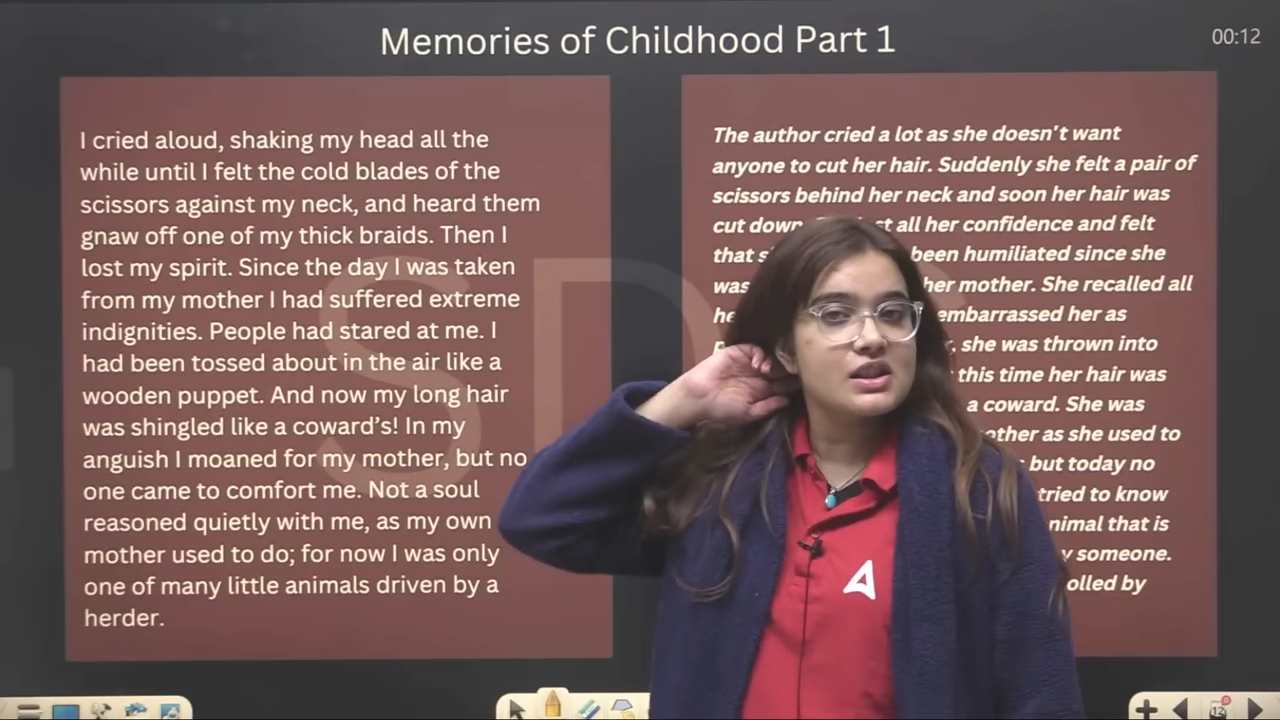 Memories of Childhood Part 1
00:12
I cried aloud, shaking my head all the
while until I felt the cold blades of the
scissors against my neck, and heard them
gnaw off one of my thick braids. Then I
lost my spirit. Since the day I was taken
from my mother I had suffered extreme
indignities. People had stared at me. I
had been tossed about in the air like a
wooden puppet. And now my long hair
was shingled like a coward's! In my
anguish I moaned for my mother, but no
one came to comfort me. Not a soul
reasoned quietly with me, as my own
mother used to do; for now I was only
one of many little animals driven by a
herder.
The author cried a lot as she doesn't want
anyone to cut her hair. Suddenly she felt a pair of
scissors behind her neck and soon her hair was
cut down. all her confidence and felt
that been humiliated since she
was her mother. She recalled all
embarrassed her as
she was thrown into
this time her hair was
a coward. She was
as she used to
but today no
tried to know
that is
someone.
by
12